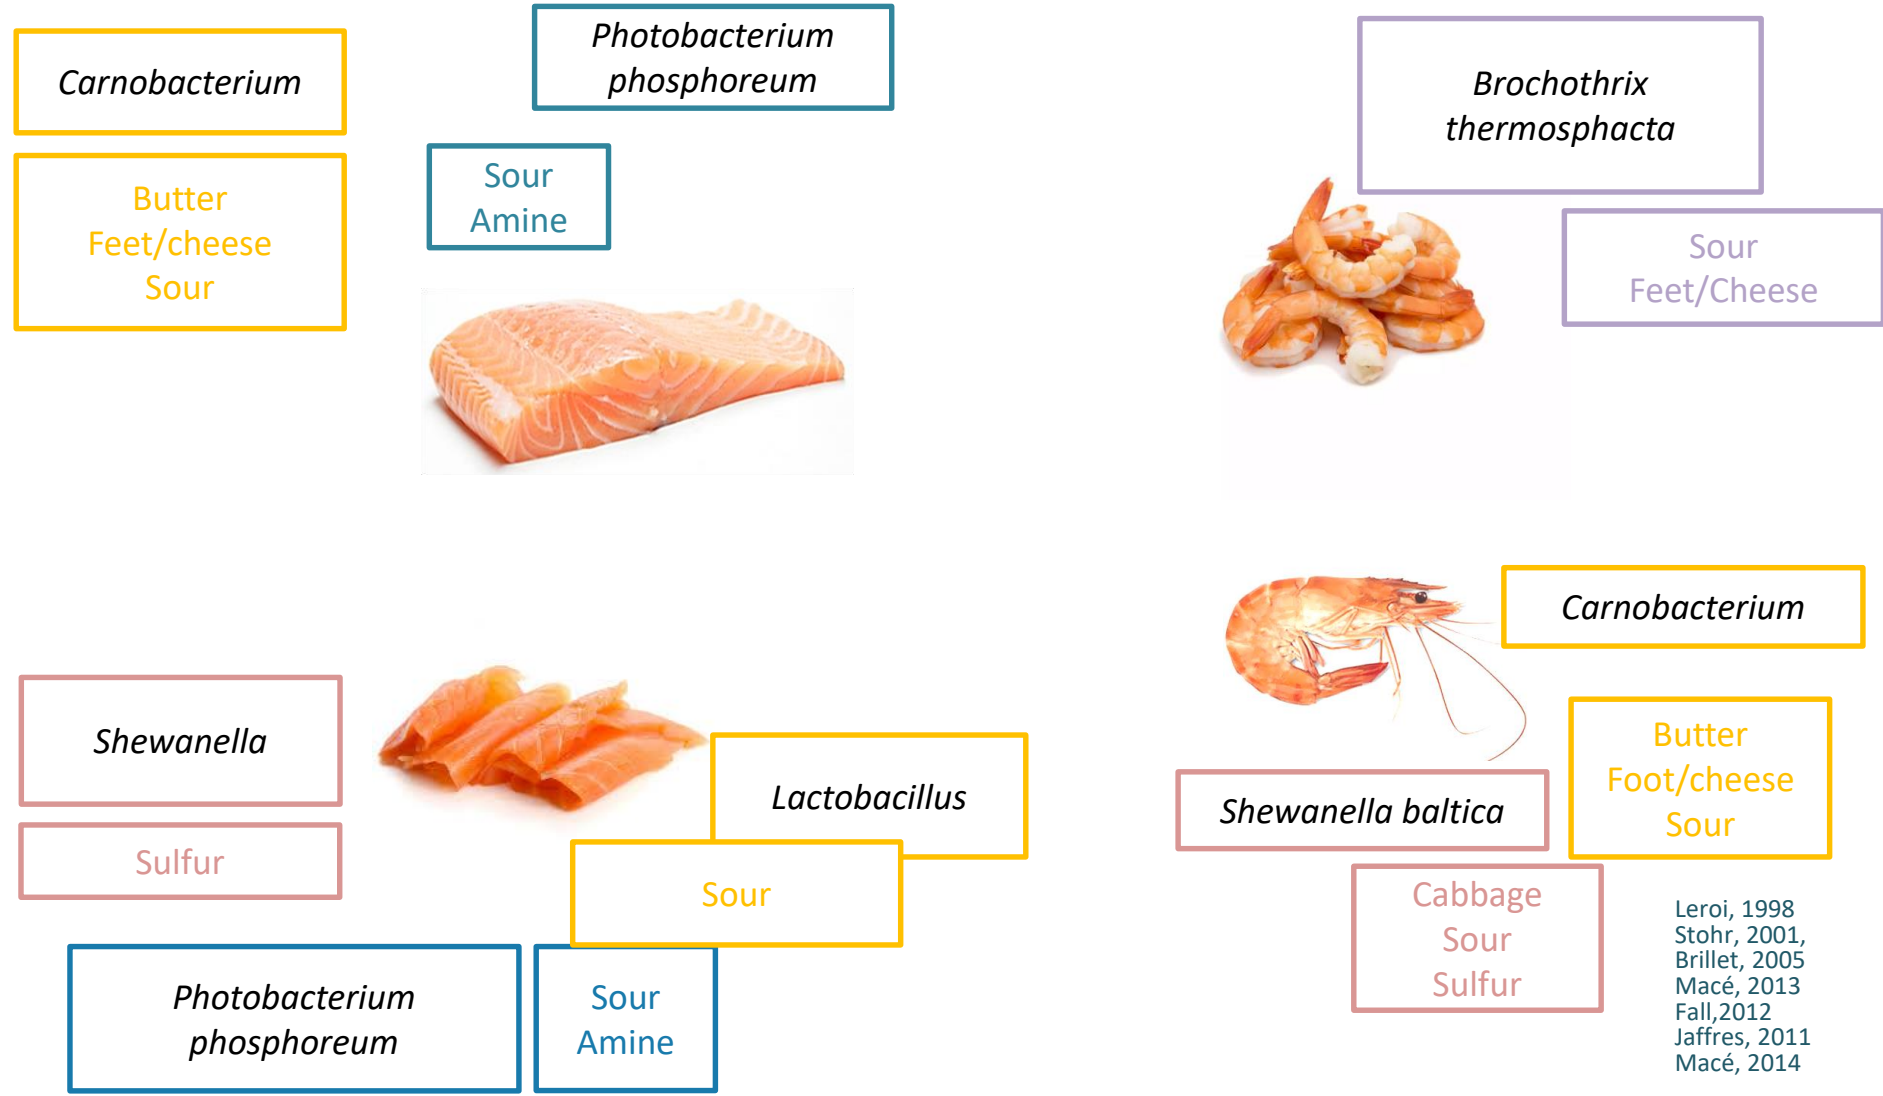 Carnobacterium
Butter
Feet/cheese
Sour
Photobacterium
phosphoreum
Sour
Amine
Brochothrix
thermosphacta
Sour
Feet/Cheese
Shewanella
Sulfur
Lactobacillus
Sour
Photobacterium
phosphoreum
Sour
Amine
Carnobacterium
Butter
Foot/cheese
Sour
Shewanella baltica
Cabbage
Sour
Sulfur
Leroi, 1998
Stohr, 2001,
Brillet, 2005
Macé, 2013
Fall,2012
Jaffres, 2011
Macé, 2014